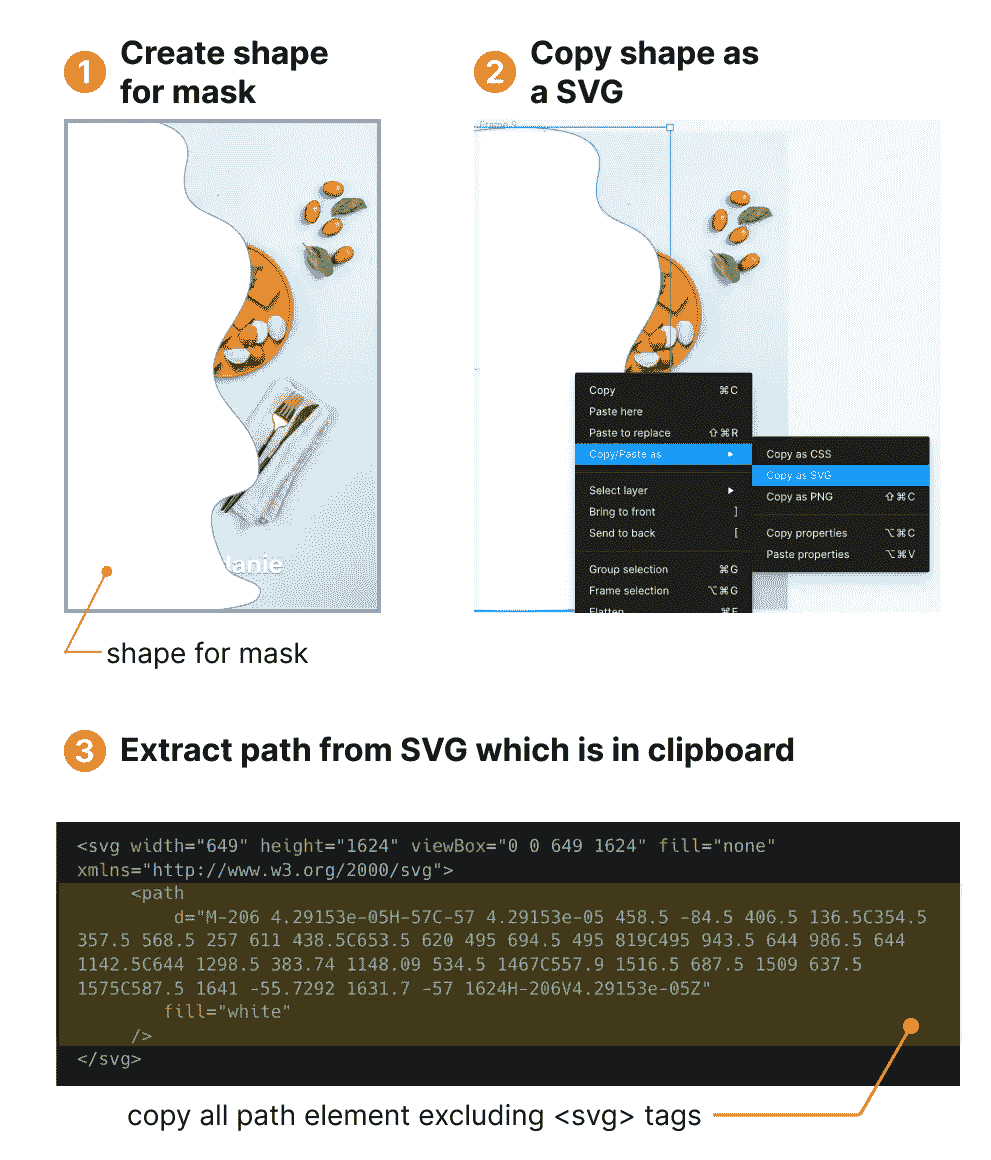 1
Create shape
for mask
2
Copy shape as
a SVG
Frame 9
lanie
Copy ⌘C
Paste here
Paste to replace ⇧⌘R
Copy/Paste as ▶
Select layer ▶
Bring to front ]
Send to back [
Group selection ⌘G
Frame selection ⌥⌘G
Flatten ⌘E
Copy as CSS
Copy as SVG
Copy as PNG ⇧⌘C
Copy properties ⌥⌘C
Paste properties ⌥⌘V
shape for mask
3
Extract path from SVG which is in clipboard
<svg width="649" height="1624" viewBox="0 0 649 1624" fill="none"
xmlns="http://www.w3.org/2000/svg">
<path
d="M-206 4.29153e-05H-57C-57 4.29153e-05 458.5 -84.5 406.5 136.5C354.5
357.5 568.5 257 611 438.5C653.5 620 495 694.5 495 819C495 943.5 644 986.5 644
1142.5C644 1298.5 383.74 1148.09 534.5 1467C557.9 1516.5 687.5 1509 637.5
1575C587.5 1641 -55.7292 1631.7 -57 1624H-206V4.29153e-05Z"
fill="white"
/>
</svg>
copy all path element excluding <svg> tags